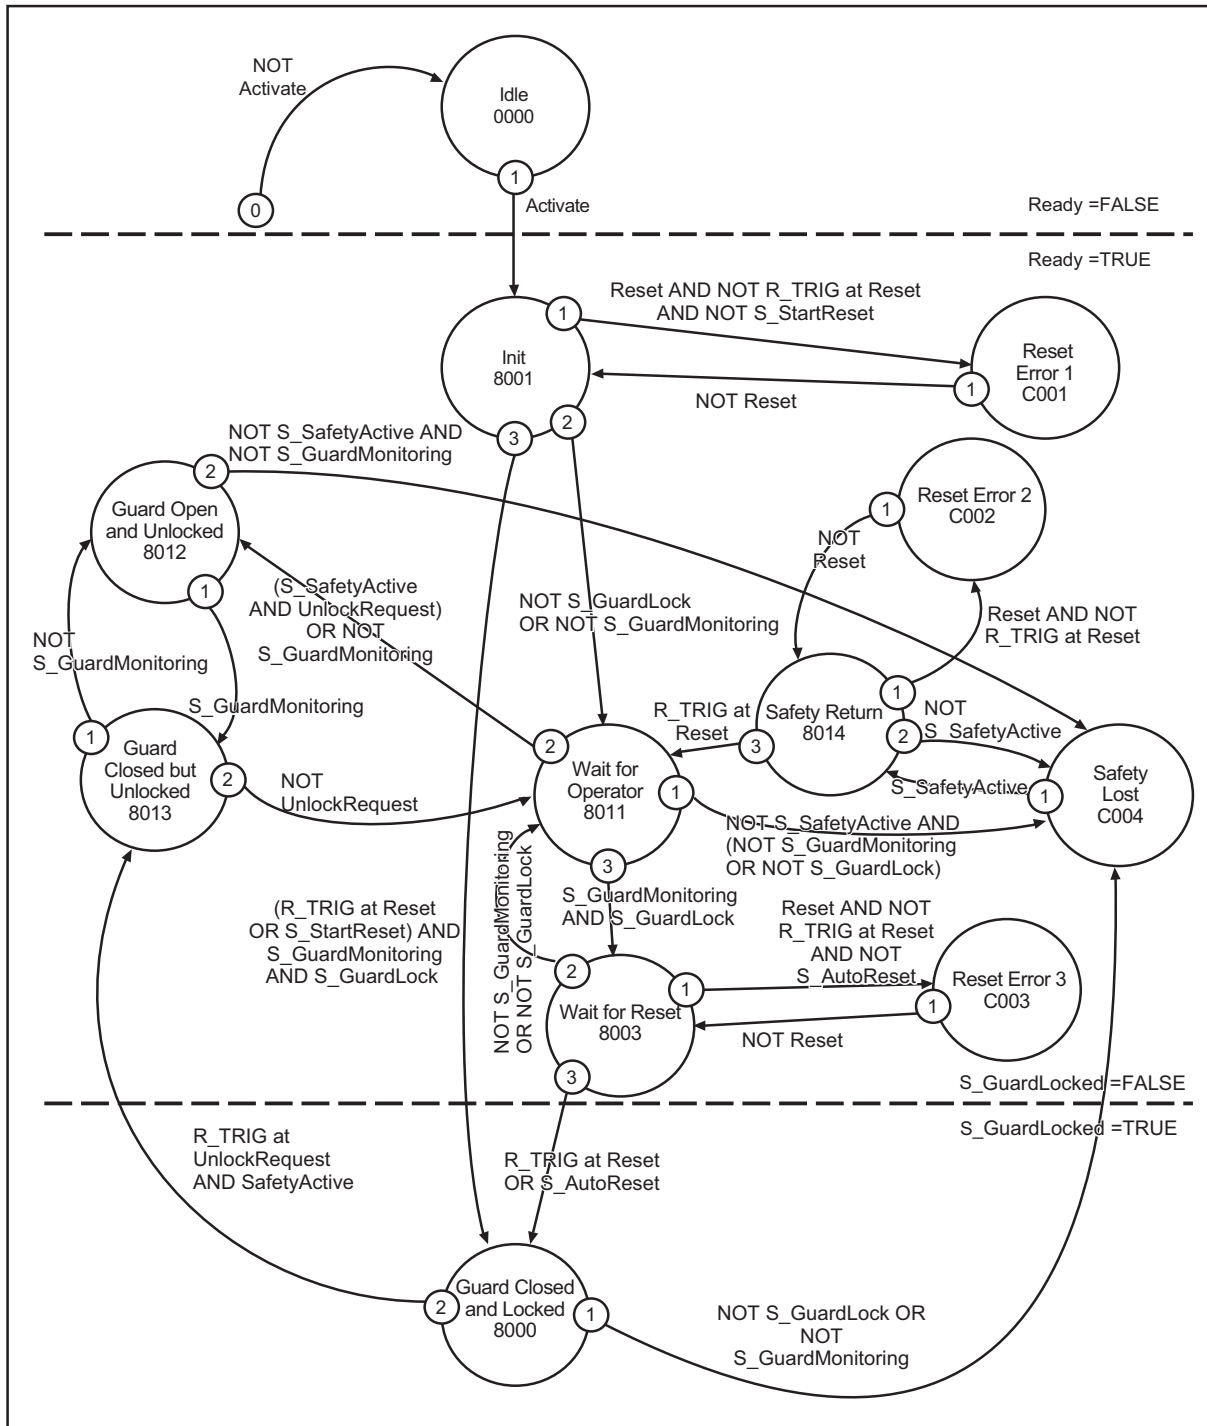 NOT
Activate
Idle
0000
1
0
Activate
Ready =FALSE
Ready =TRUE
Reset AND NOT R_TRIG at Reset
AND NOT S_StartReset
1
Init
8001
Reset
Error 1
C001
1
NOT Reset
2
3
NOT S_SafetyActive AND
NOT S_GuardMonitoring
2
Guard Open
and Unlocked
8012
1
Reset Error 2
C002
1
NOT
Reset
(S_SafetyActive
AND UnlockRequest)
OR NOT
S_GuardMonitoring
NOT S_GuardLock
OR NOT S_GuardMonitoring
Reset AND NOT
R_TRIG at Reset
NOT
S_GuardMonitoring
S_GuardMonitoring
1
Guard
Closed but
Unlocked
8013
2
NOT
UnlockRequest
R_TRIG at
Reset
Safety Return
8014
1
2
3
NOT
S_SafetyActive
S_SafetyActive
1
Safety
Lost
C004
2
Wait for
Operator
8011
1
3
NOT S_SafetyActive AND
(NOT S_GuardMonitoring
OR NOT S_GuardLock)
S_GuardMonitoring
AND S_GuardLock
NOT S_GuardMonitoring
OR NOT S_GuardLock
(R_TRIG at Reset
OR S_StartReset) AND
S_GuardMonitoring
AND S_GuardLock
Reset AND NOT
R_TRIG at Reset
AND NOT
S_AutoReset
2
1
Wait for Reset
8003
3
Reset Error 3
C003
1
NOT Reset
S_GuardLocked =FALSE
S_GuardLocked =TRUE
R_TRIG at
UnlockRequest
AND SafetyActive
R_TRIG at Reset
OR S_AutoReset
2
Guard Closed
and Locked
8000
1
NOT S_GuardLock OR
NOT
S_GuardMonitoring